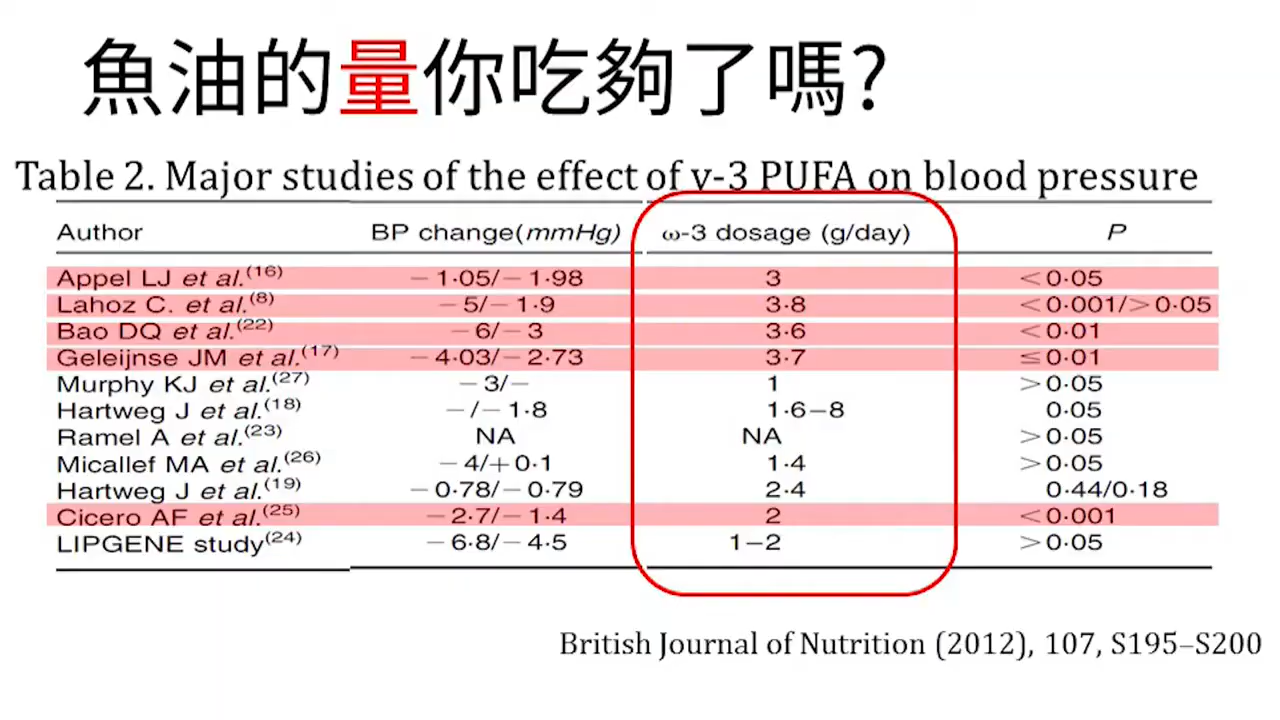 魚油的量你吃夠了嗎?
Table 2. Major studies of the effect of v-3 PUFA on blood pressure
Author BP change(mmHg) ω-3 dosage (g/day) P
Appel LJ et al.(16) −1·05/−1·98 3 <0·05
Lahoz C. et al.(8) −5/−1·9 3·8 <0·001/>0·05
Bao DQ et al.(22) −6/−3 3·6 <0·01
Geleijnse JM et al.(17) −4·03/−2·73 3·7 ≤0·01
Murphy KJ et al.(27) −3/− 1 >0·05
Hartweg J et al.(18) −/−1·8 1·6–8 0·05
Ramel A et al.(23) NA NA >0·05
Micallef MA et al.(26) −4/+0·1 1·4 >0·05
Hartweg J et al.(19) −0·78/−0·79 2·4 0·44/0·18
Cicero AF et al.(25) −2·7/−1·4 2 <0·001
LIPGENE study(24) −6·8/−4·5 1–2 >0·05
British Journal of Nutrition (2012), 107, S195–S200